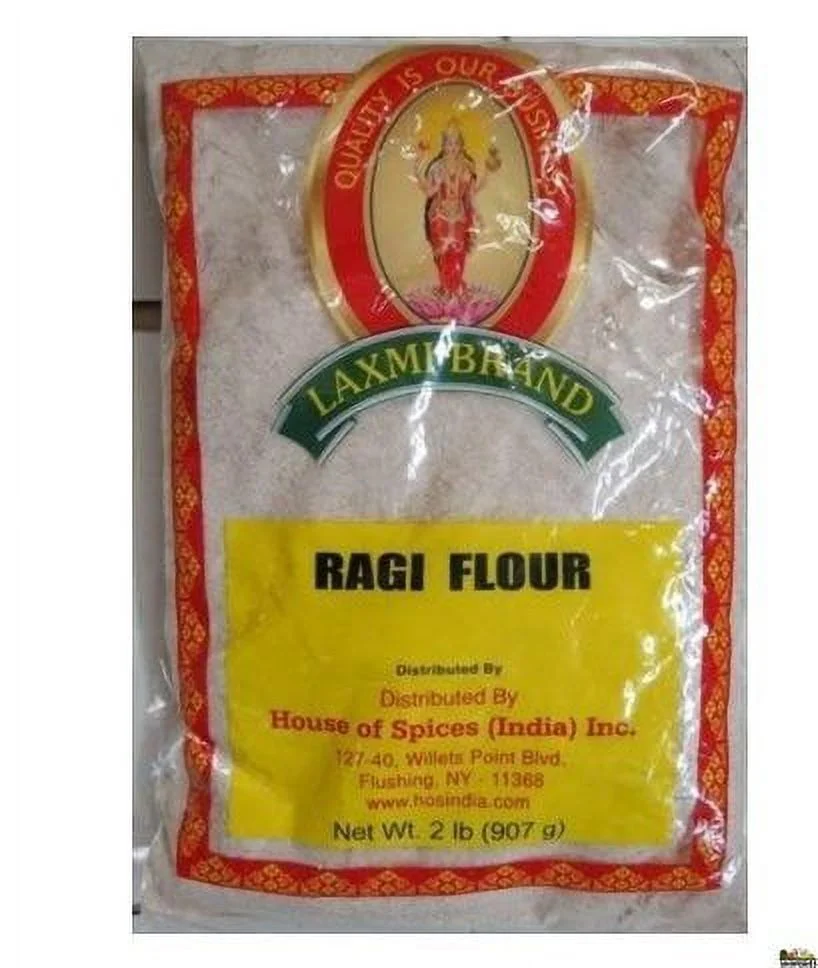 QUALITY IS OUR
LAXMI BRAND
RAGI FLOUR
Distributed By
Distributed By
House of Spices (India) Inc.
127-40, Willets Point Blvd.
Flushing, NY - 11368
www.hosindia.com
Net Wt. 2 lb (907 g)